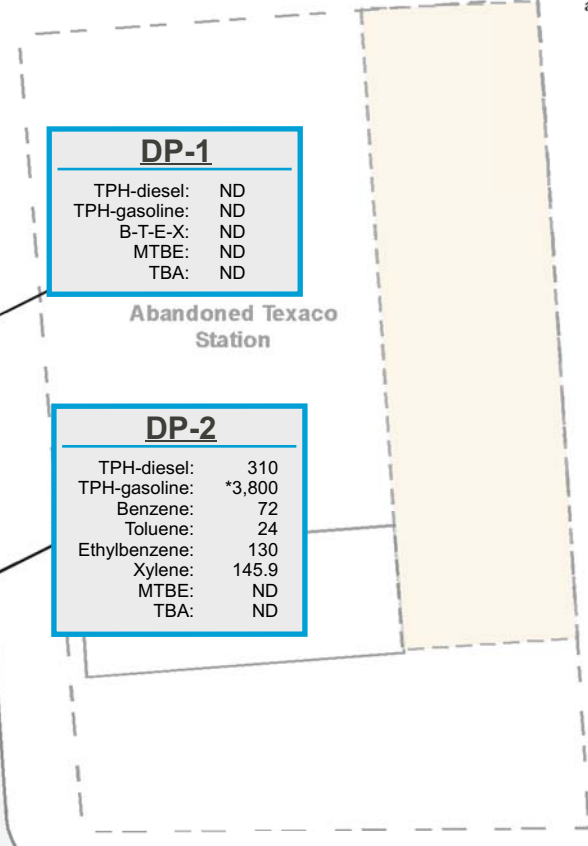 DP-1
TPH-diesel: ND
TPH-gasoline: ND
B-T-E-X: ND
MTBE: ND
TBA: ND
Abandoned Texaco
Station
DP-2
TPH-diesel: 310
TPH-gasoline: *3,800
Benzene: 72
Toluene: 24
Ethylbenzene: 130
Xylene: 145.9
MTBE: ND
TBA: ND